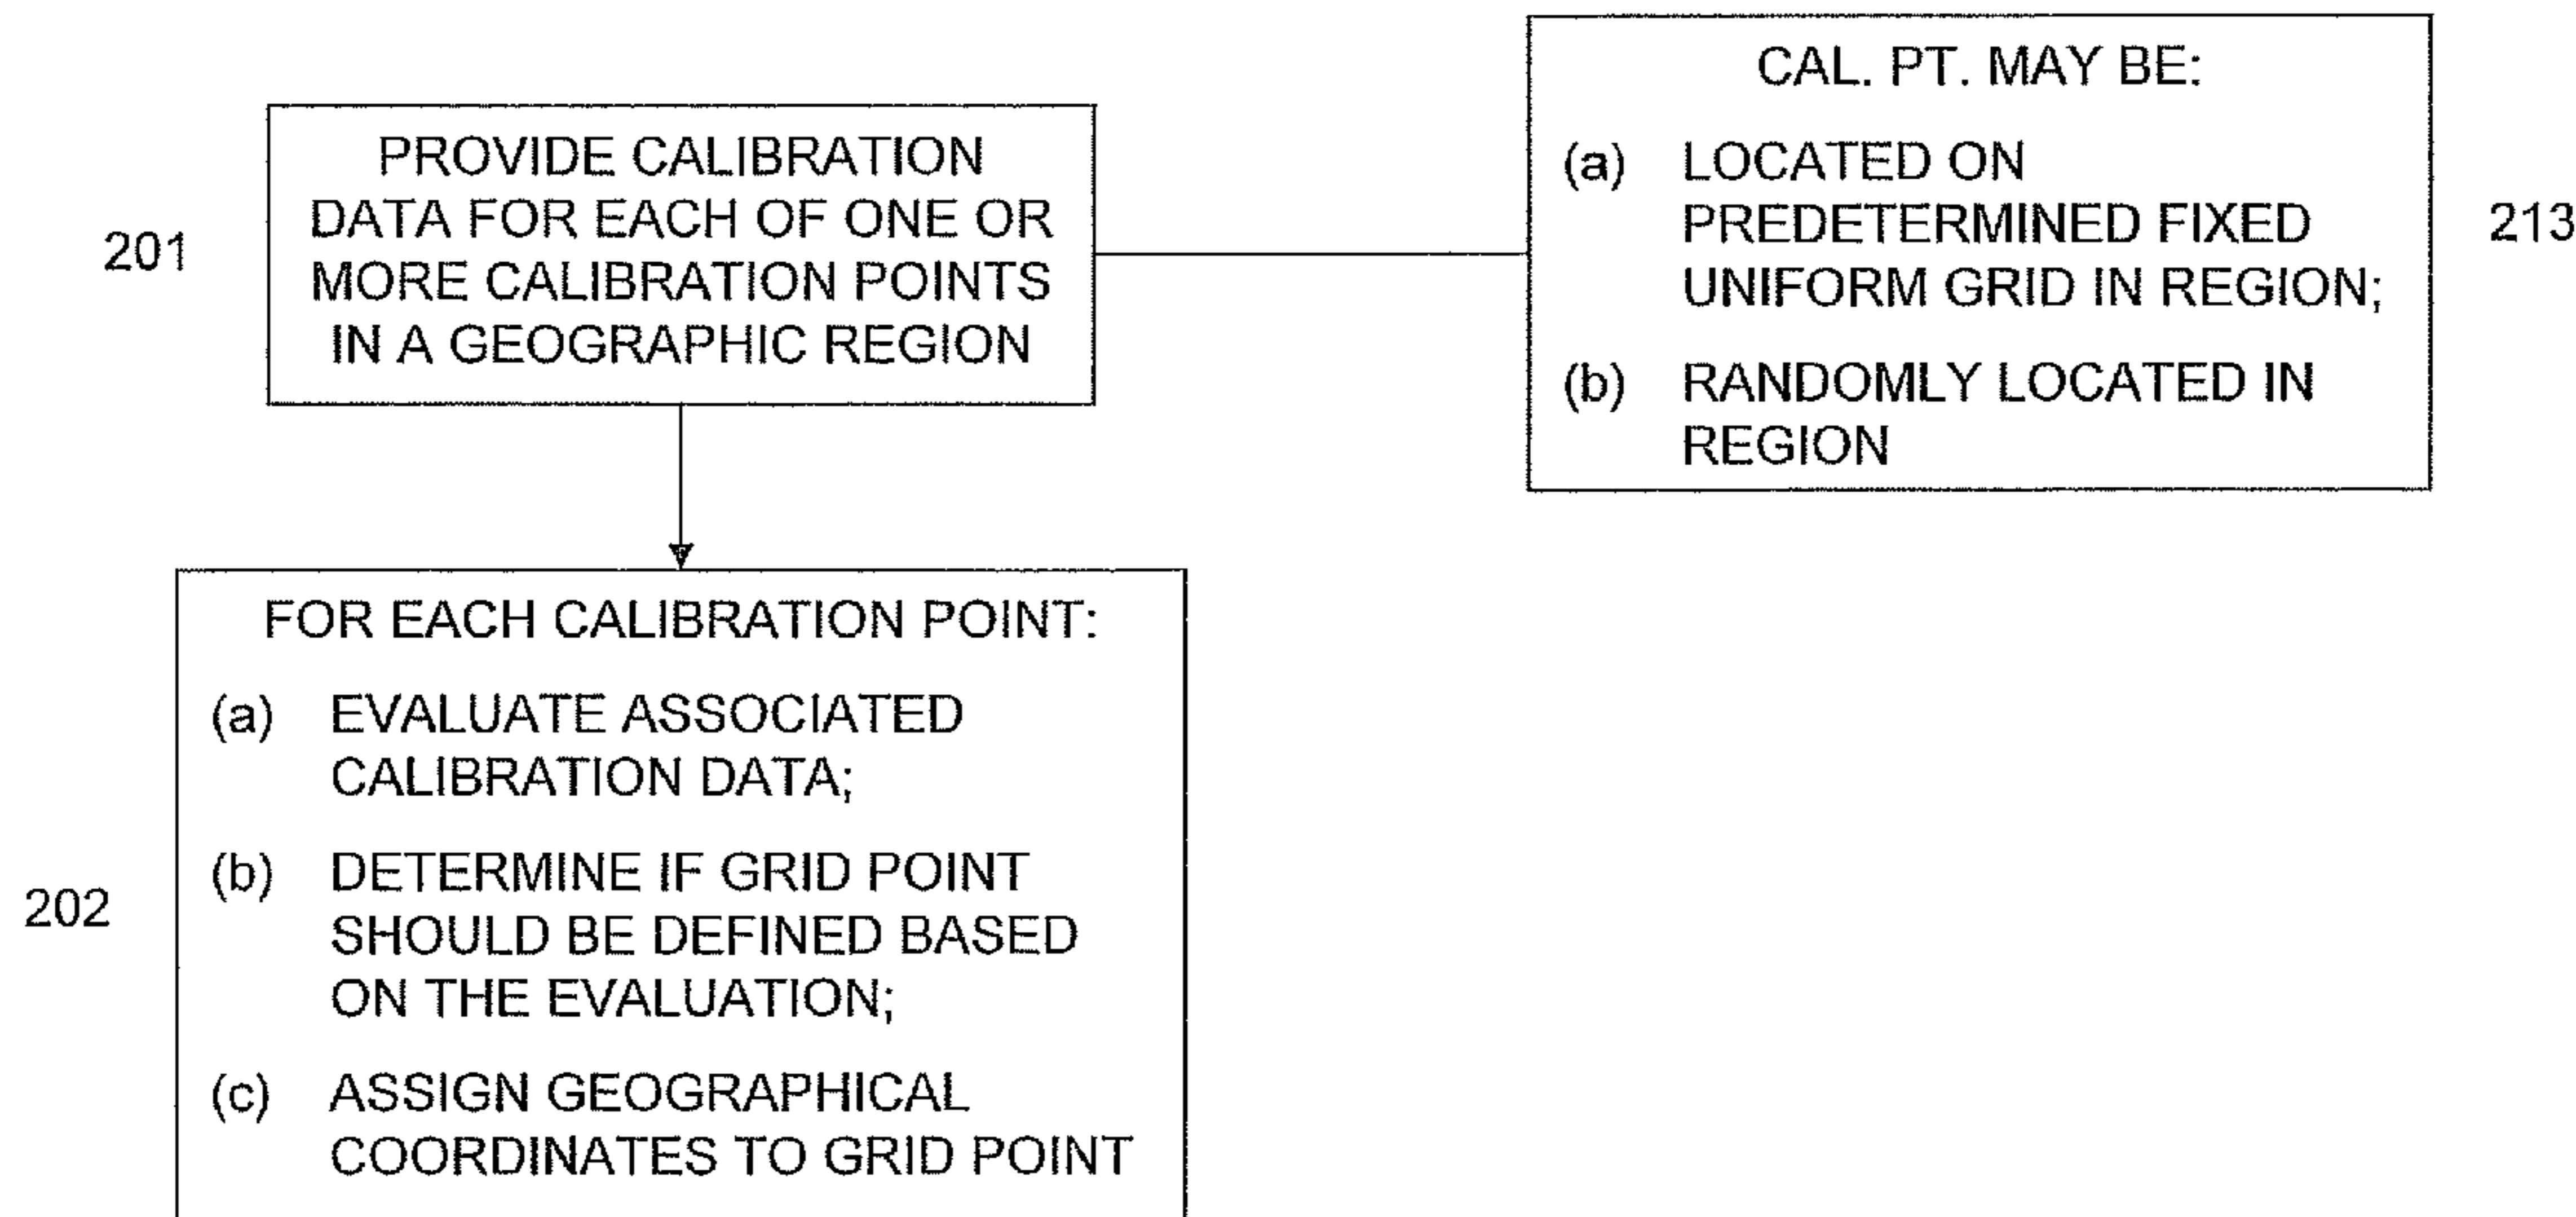 201
PROVIDE CALIBRATION
DATA FOR EACH OF ONE OR
MORE CALIBRATION POINTS
IN A GEOGRAPHIC REGION
CAL. PT. MAY BE:
(a) LOCATED ON
PREDETERMINED FIXED
UNIFORM GRID IN REGION;
(b) RANDOMLY LOCATED IN
REGION
213
202
FOR EACH CALIBRATION POINT:
(a) EVALUATE ASSOCIATED
CALIBRATION DATA;
(b) DETERMINE IF GRID POINT
SHOULD BE DEFINED BASED
ON THE EVALUATION;
(c) ASSIGN GEOGRAPHICAL
COORDINATES TO GRID POINT